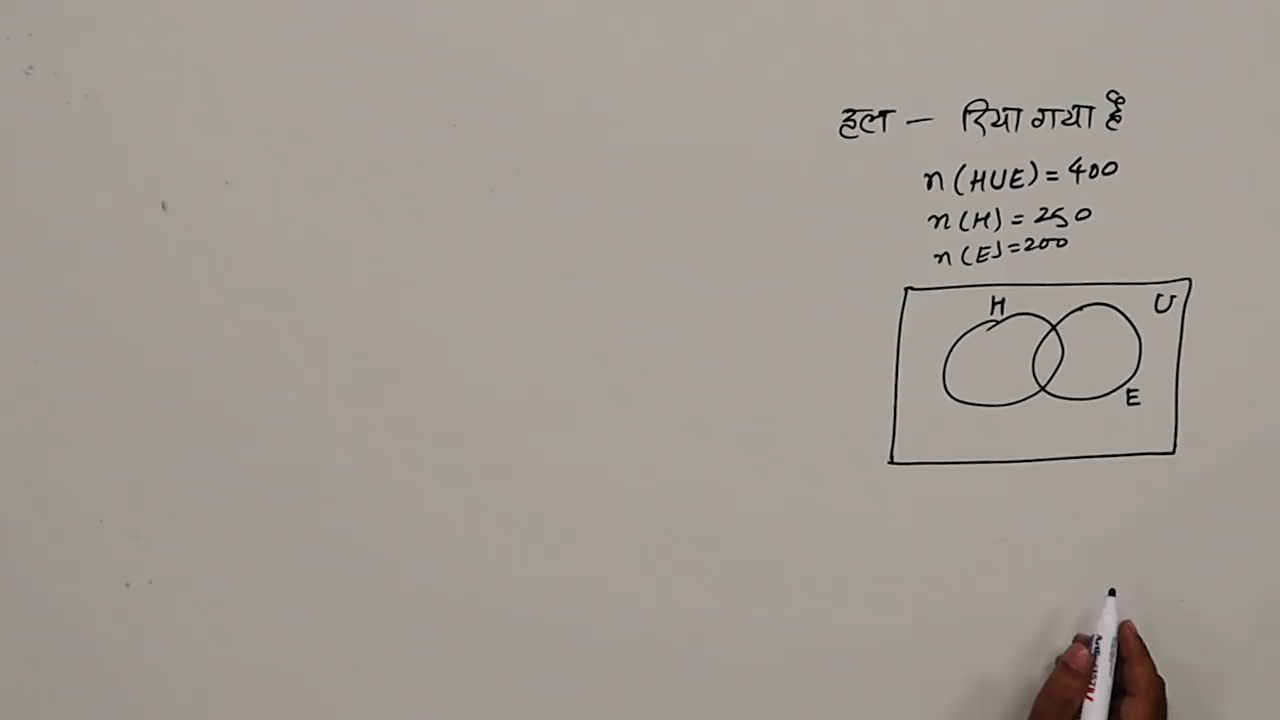 हल – दिया गया है
n(HUE) = 400
n(H) = 250
n(E) = 200
H
U
E